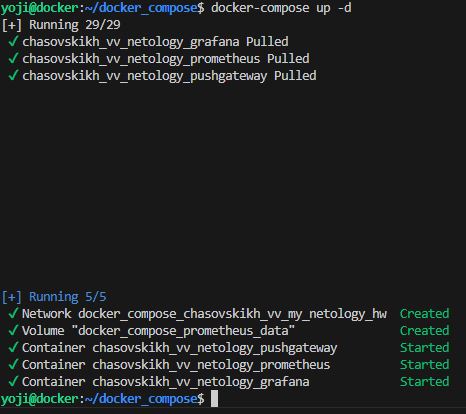 yoji@docker:~/docker_compose$ docker-compose up -d
[+] Running 29/29
✔ chasovskikh_vv_netology_grafana Pulled
✔ chasovskikh_vv_netology_prometheus Pulled
✔ chasovskikh_vv_netology_pushgateway Pulled
[+] Running 5/5
✔ Network docker_compose_chasovskikh_vv_my_netology_hw Created
✔ Volume "docker_compose_prometheus_data" Created
✔ Container chasovskikh_vv_netology_pushgateway Started
✔ Container chasovskikh_vv_netology_prometheus Started
✔ Container chasovskikh_vv_netology_grafana Started
yoji@docker:~/docker_compose$